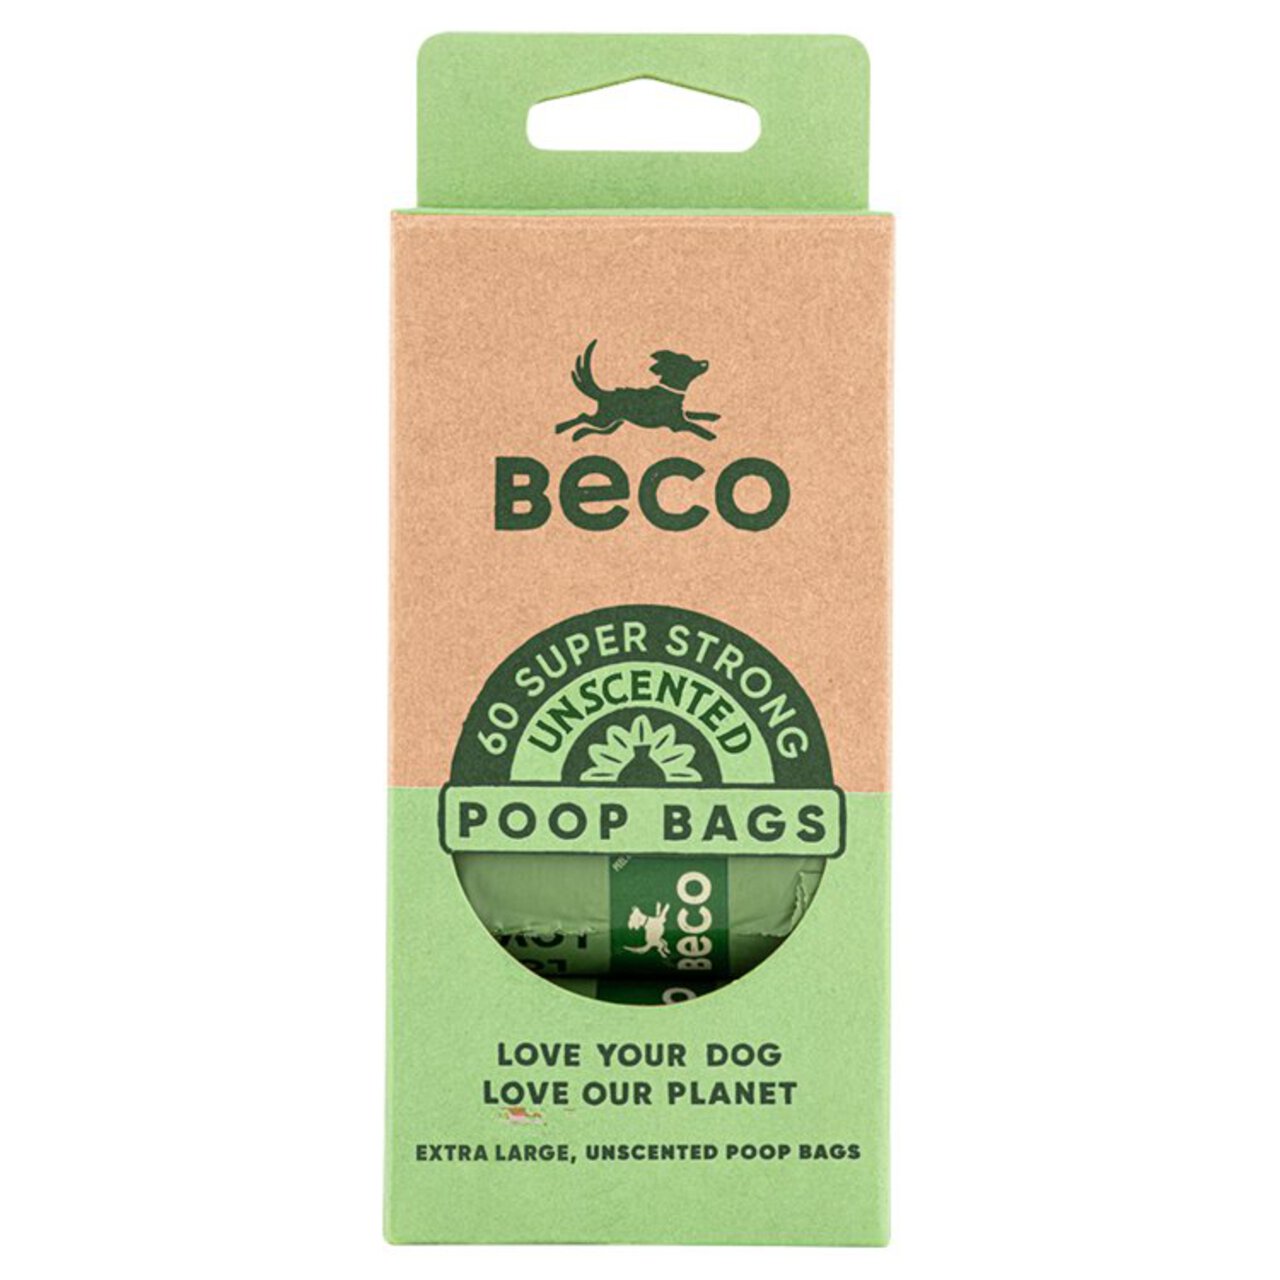 BeCO
60 SUPER STRONG
UNSCENTED
POOP BAGS
BeCO
LOVE YOUR DOG
LOVE OUR PLANET
EXTRA LARGE, UNSCENTED POOP BAGS